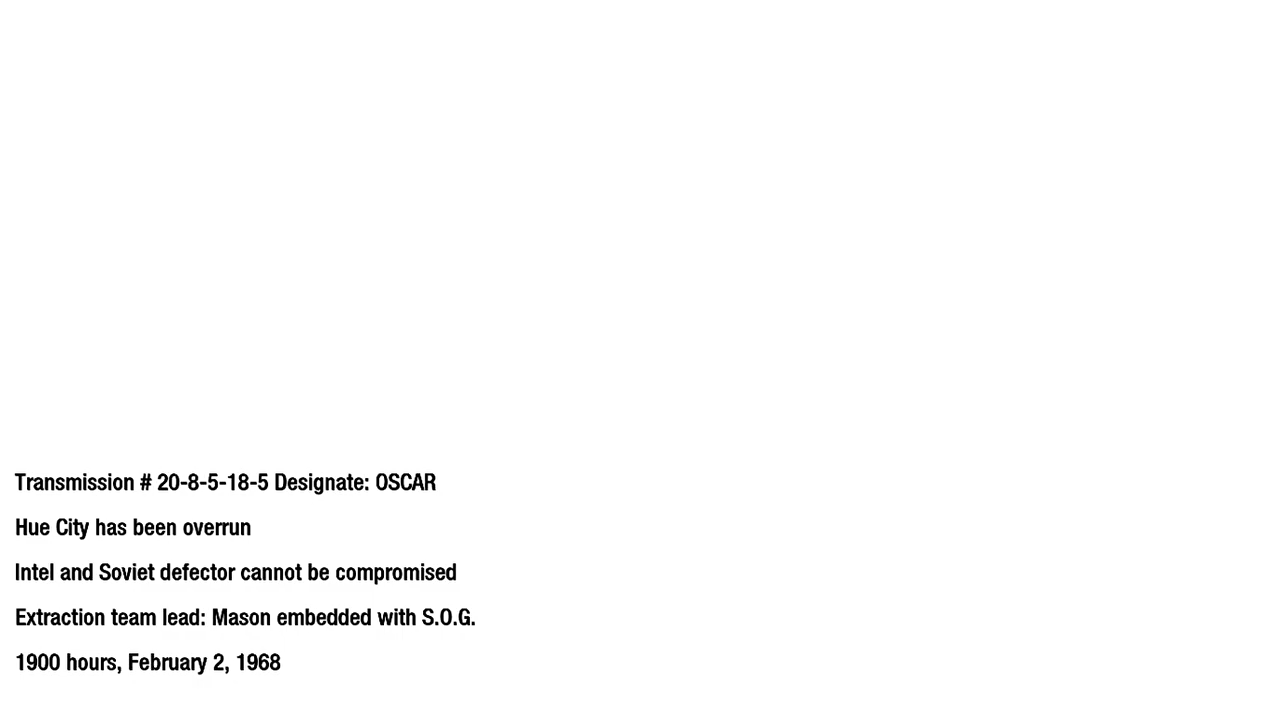 Transmission # 20-8-5-18-5 Designate: OSCAR
Hue City has been overrun
Intel and Soviet defector cannot be compromised
Extraction team lead: Mason embedded with S.O.G.
1900 hours, February 2, 1968